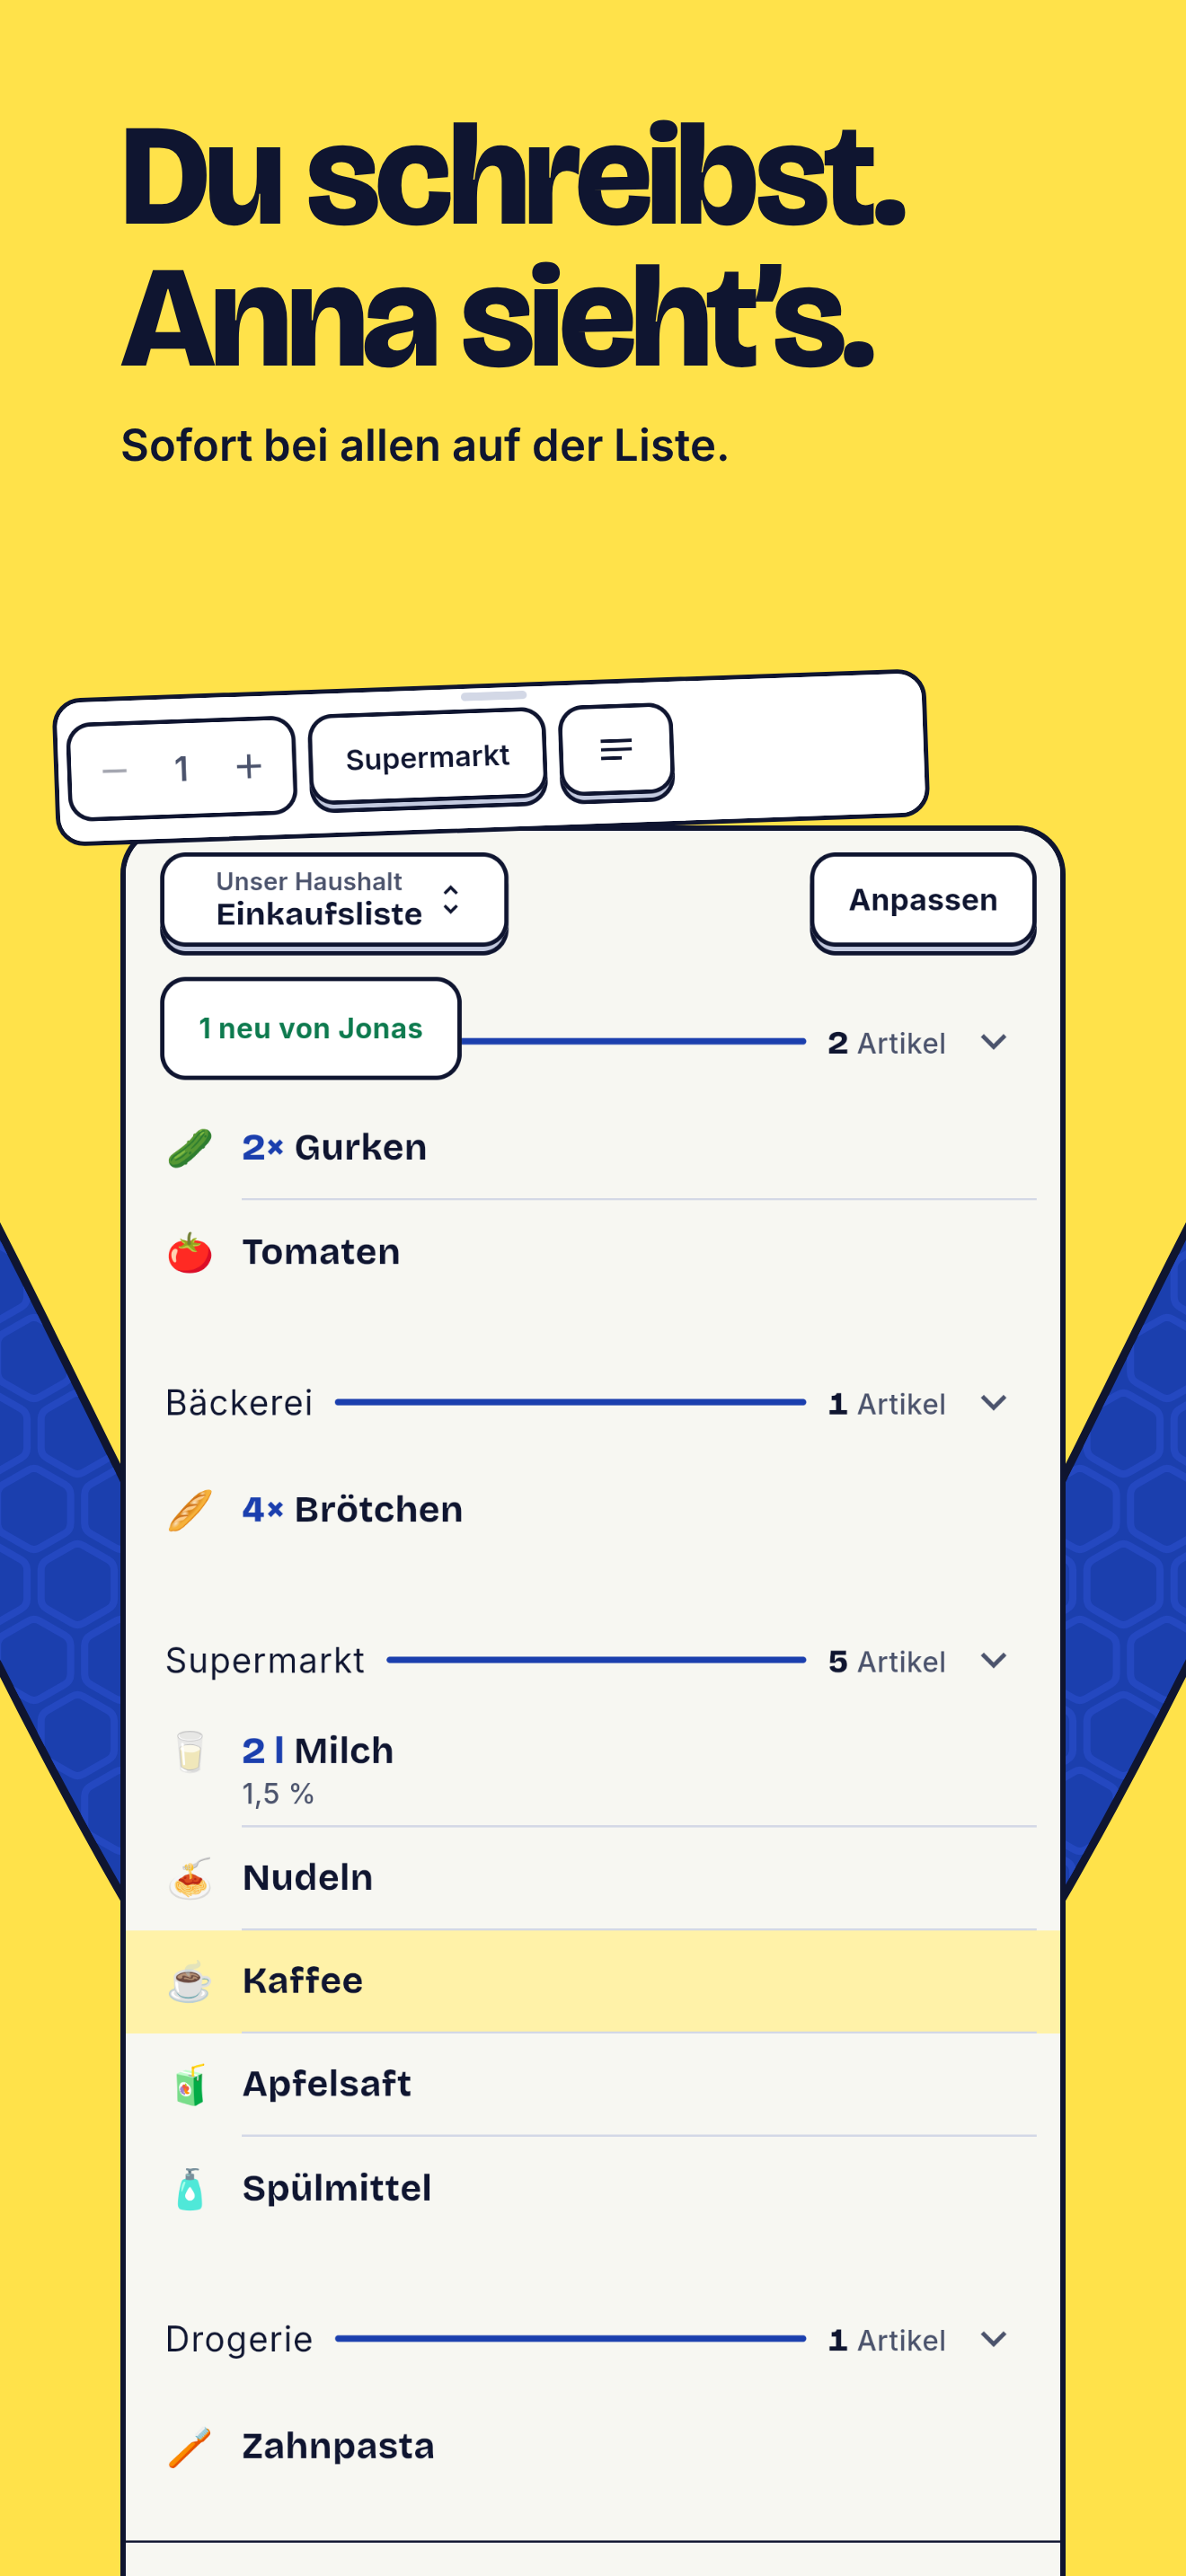 Du schreibst.
Anna sieht’s.
Sofort bei allen auf der Liste.
− 1 + Supermarkt
Unser Haushalt
Einkaufsliste
Anpassen
1 neu von Jonas
2 Artikel
2× Gurken
Tomaten
Bäckerei 1 Artikel
4× Brötchen
Supermarkt 5 Artikel
2 l Milch
1,5 %
Nudeln
Kaffee
Apfelsaft
Spülmittel
Drogerie 1 Artikel
Zahnpasta